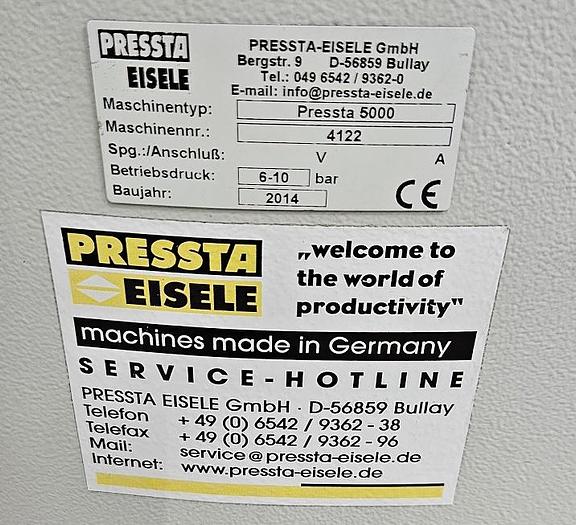 PRESSTA
EISELE
PRESSTA-EISELE GmbH
Bergstr. 9 D-56859 Bullay
Tel.: 049 6542 / 9362-0
E-mail: info@pressta-eisele.de
Maschinentyp: Pressta 5000
Maschinennr.: 4122
Spg.:/Anschluß: V A
Betriebsdruck: 6-10 bar
Baujahr: 2014
CE
PRESSTA
EISELE
„welcome to
the world of
productivity"
machines made in Germany
SERVICE-HOTLINE
PRESSTA EISELE GmbH · D-56859 Bullay
Telefon + 49 (0) 6542 / 9362 - 38
Telefax + 49 (0) 6542 / 9362 - 96
Mail: service@pressta-eisele.de
Internet: www.pressta-eisele.de